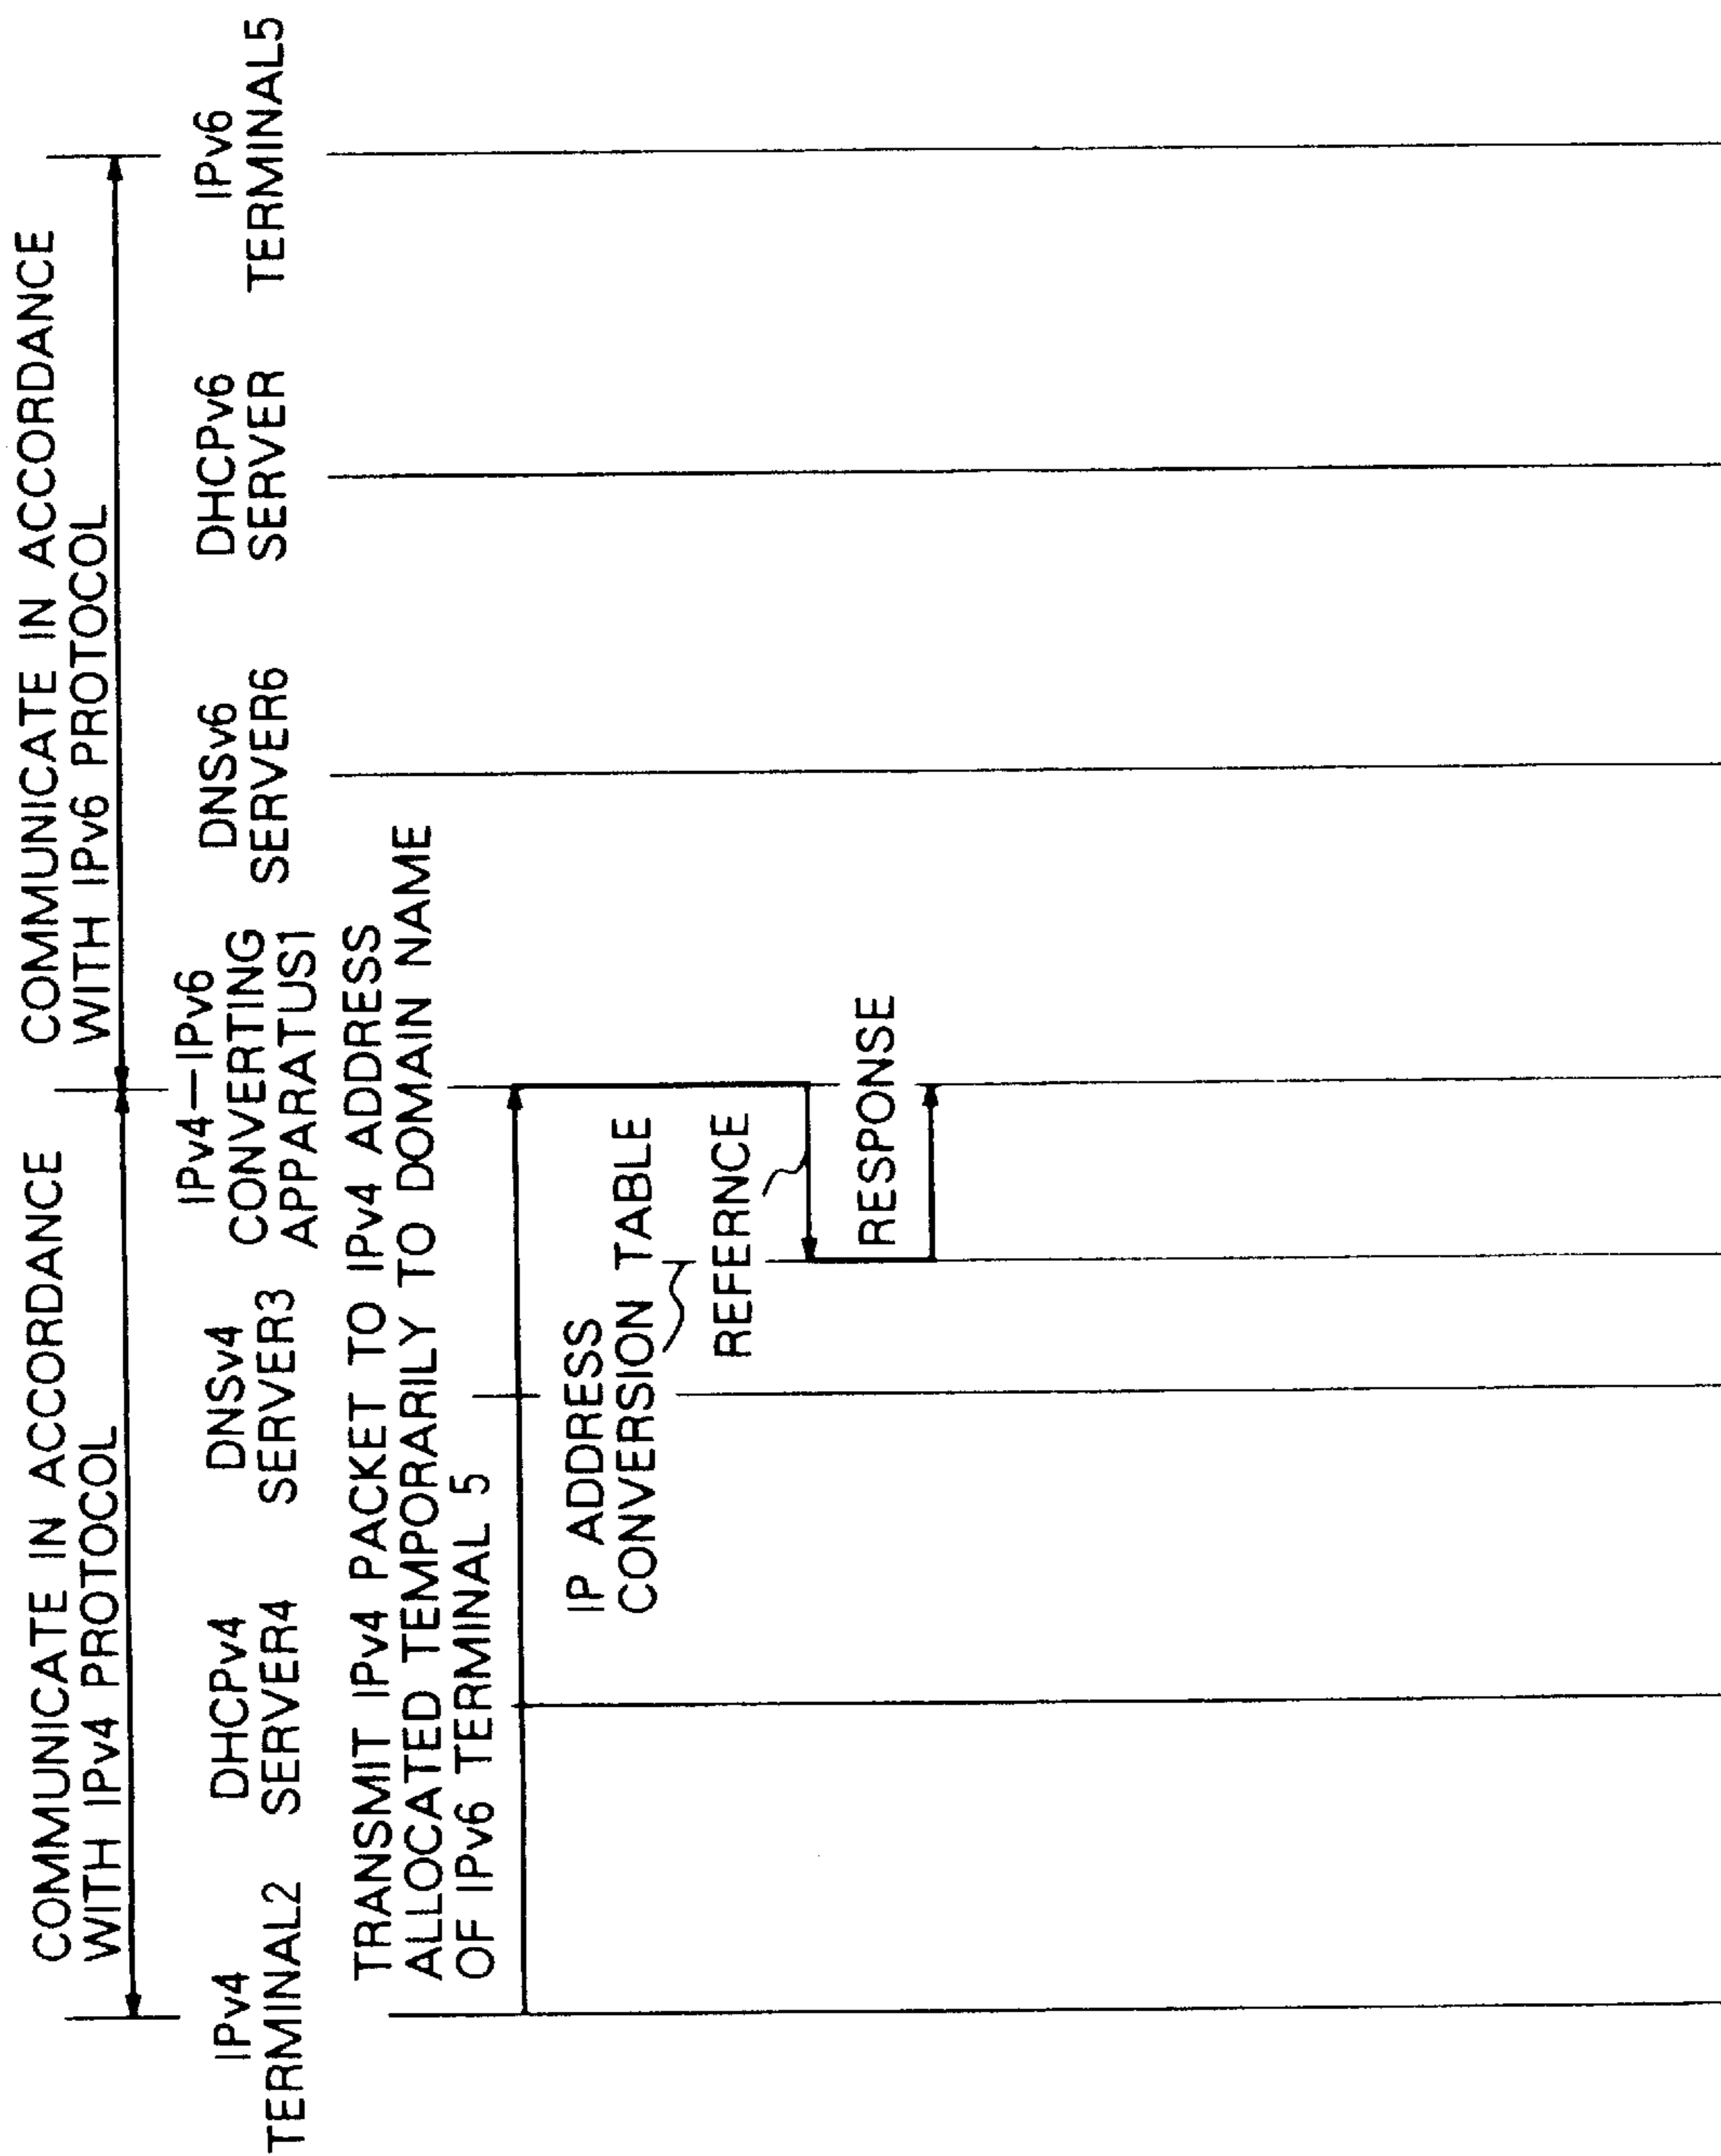 COMMUNICATE IN ACCORDANCE
WITH IPv4 PROTOCOL
COMMUNICATE IN ACCORDANCE
WITH IPv6 PROTOCOL
IPv4
TERMINAL2
DHCPv4
SERVER4
DNSv4
SERVER3
IPv4—IPv6
CONVERTING
APPARATUS1
DNSv6
SERVER6
DHCPv6
SERVER
IPv6
TERMINAL5
TRANSMIT IPv4 PACKET TO IPv4 ADDRESS
ALLOCATED TEMPORARILY TO DOMAIN NAME
OF IPv6 TERMINAL 5
IP ADDRESS
CONVERSION TABLE
REFERNCE
RESPONSE